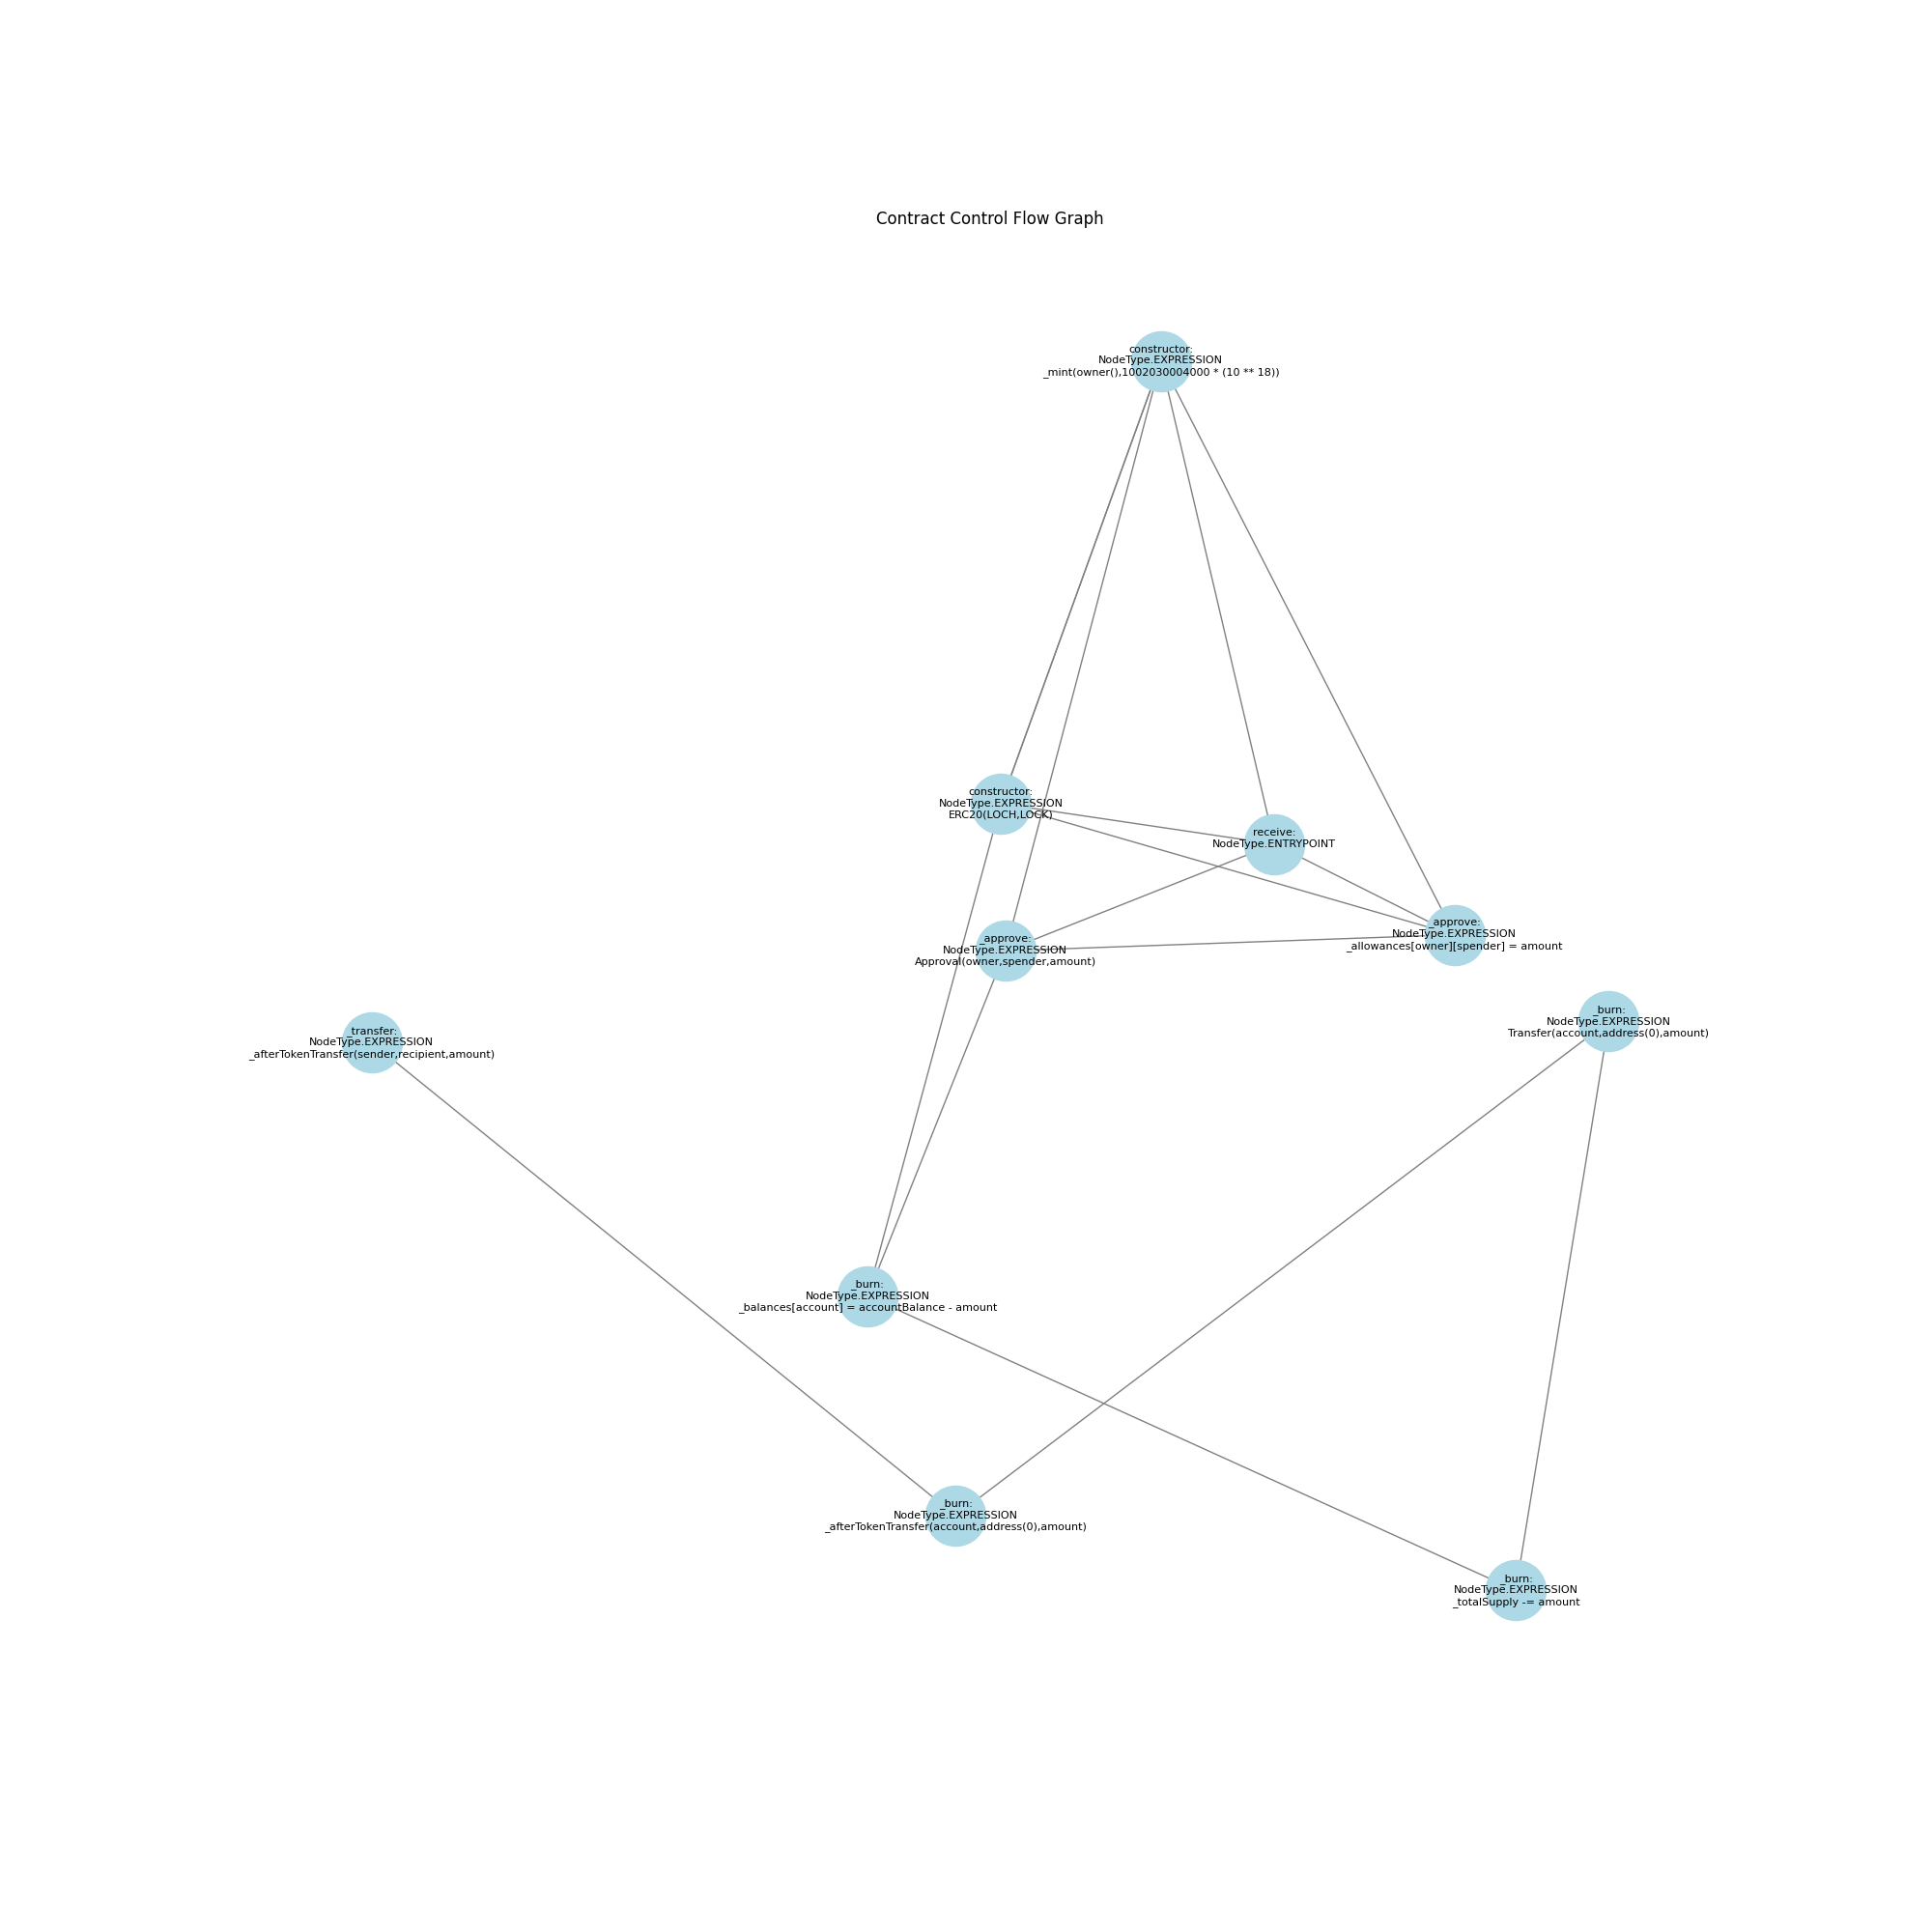 Contract Control Flow Graph
constructor:
NodeType.EXPRESSION
_mint(owner(),1002030004000 * (10 ** 18))
constructor:
NodeType.EXPRESSION
ERC20(LOCH,LOCK)
receive:
NodeType.ENTRYPOINT
_approve:
NodeType.EXPRESSION
_allowances[owner][spender] = amount
_approve:
NodeType.EXPRESSION
Approval(owner,spender,amount)
_burn:
NodeType.EXPRESSION
Transfer(account,address(0),amount)
_transfer:
NodeType.EXPRESSION
_afterTokenTransfer(sender,recipient,amount)
_burn:
NodeType.EXPRESSION
_balances[account] = accountBalance - amount
_burn:
NodeType.EXPRESSION
_afterTokenTransfer(account,address(0),amount)
_burn:
NodeType.EXPRESSION
_totalSupply -= amount